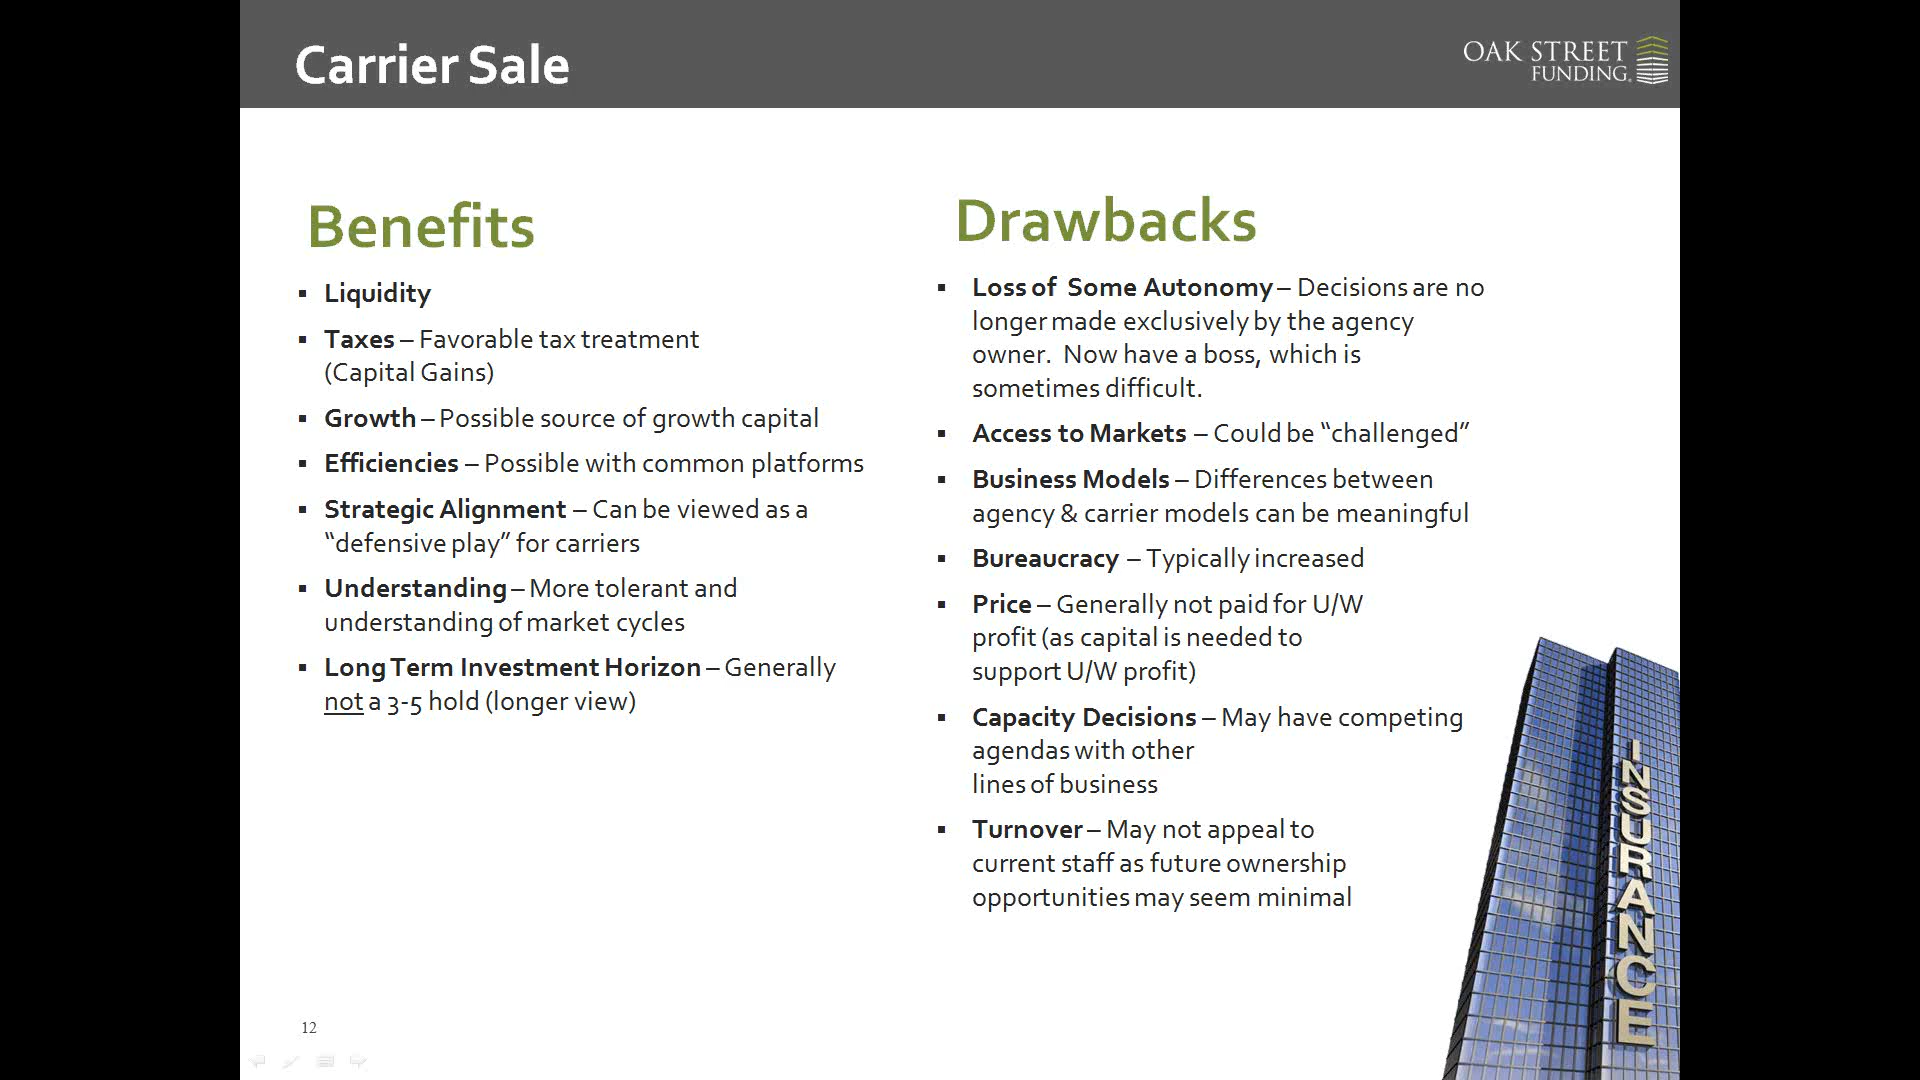 Carrier Sale
OAK STREET
FUNDING®
Benefits
▪ Liquidity
▪ Taxes – Favorable tax treatment
(Capital Gains)
▪ Growth – Possible source of growth capital
▪ Efficiencies – Possible with common platforms
▪ Strategic Alignment – Can be viewed as a
“defensive play” for carriers
▪ Understanding – More tolerant and
understanding of market cycles
▪ Long Term Investment Horizon – Generally
not a 3-5 hold (longer view)
Drawbacks
▪ Loss of Some Autonomy – Decisions are no
longer made exclusively by the agency
owner. Now have a boss, which is
sometimes difficult.
▪ Access to Markets – Could be “challenged”
▪ Business Models – Differences between
agency & carrier models can be meaningful
▪ Bureaucracy – Typically increased
▪ Price – Generally not paid for U/W
profit (as capital is needed to
support U/W profit)
▪ Capacity Decisions – May have competing
agendas with other
lines of business
▪ Turnover – May not appeal to
current staff as future ownership
opportunities may seem minimal
INSURANCE
12